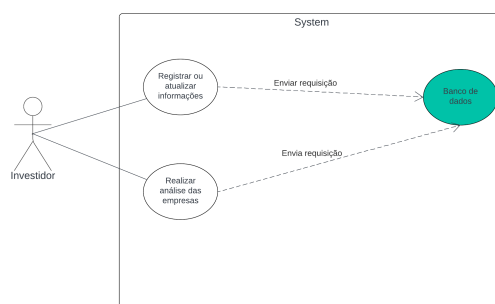 System
Registrar ou
atualizar
informações
Enviar requisição
Banco de
dados
Envia requisição
Investidor
Realizar
análise das
empresas